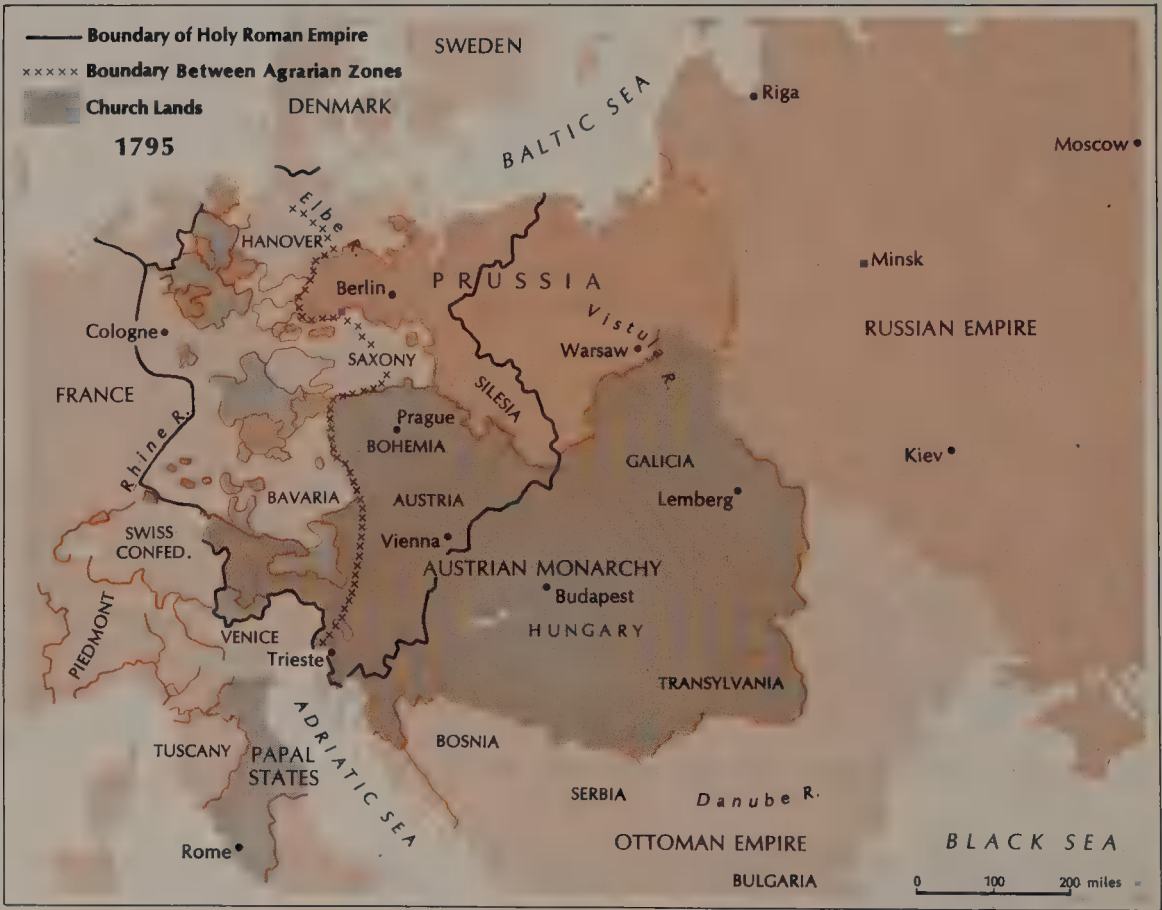 Boundary of Holy Roman Empire
xxxxx Boundary Between Agrarian Zones
Church Lands
1795
SWEDEN
DENMARK
BALTIC SEA
Riga
Moscow
Elbe R.
HANOVER
Berlin
PRUSSIA
Minsk
Vistula R.
Warsaw
RUSSIAN EMPIRE
Cologne
SAXONY
SILESIA
FRANCE
Prague
BOHEMIA
Rhine R.
GALICIA
Kiev
BAVARIA
AUSTRIA
Lemberg
SWISS
CONFED.
Vienna
AUSTRIAN MONARCHY
Budapest
HUNGARY
PIEDMONT
VENICE
Trieste
TRANSYLVANIA
ADRIATIC SEA
TUSCANY
PAPAL
STATES
BOSNIA
SERBIA
Danube R.
OTTOMAN EMPIRE
BLACK SEA
Rome
BULGARIA
0 100 200 miles